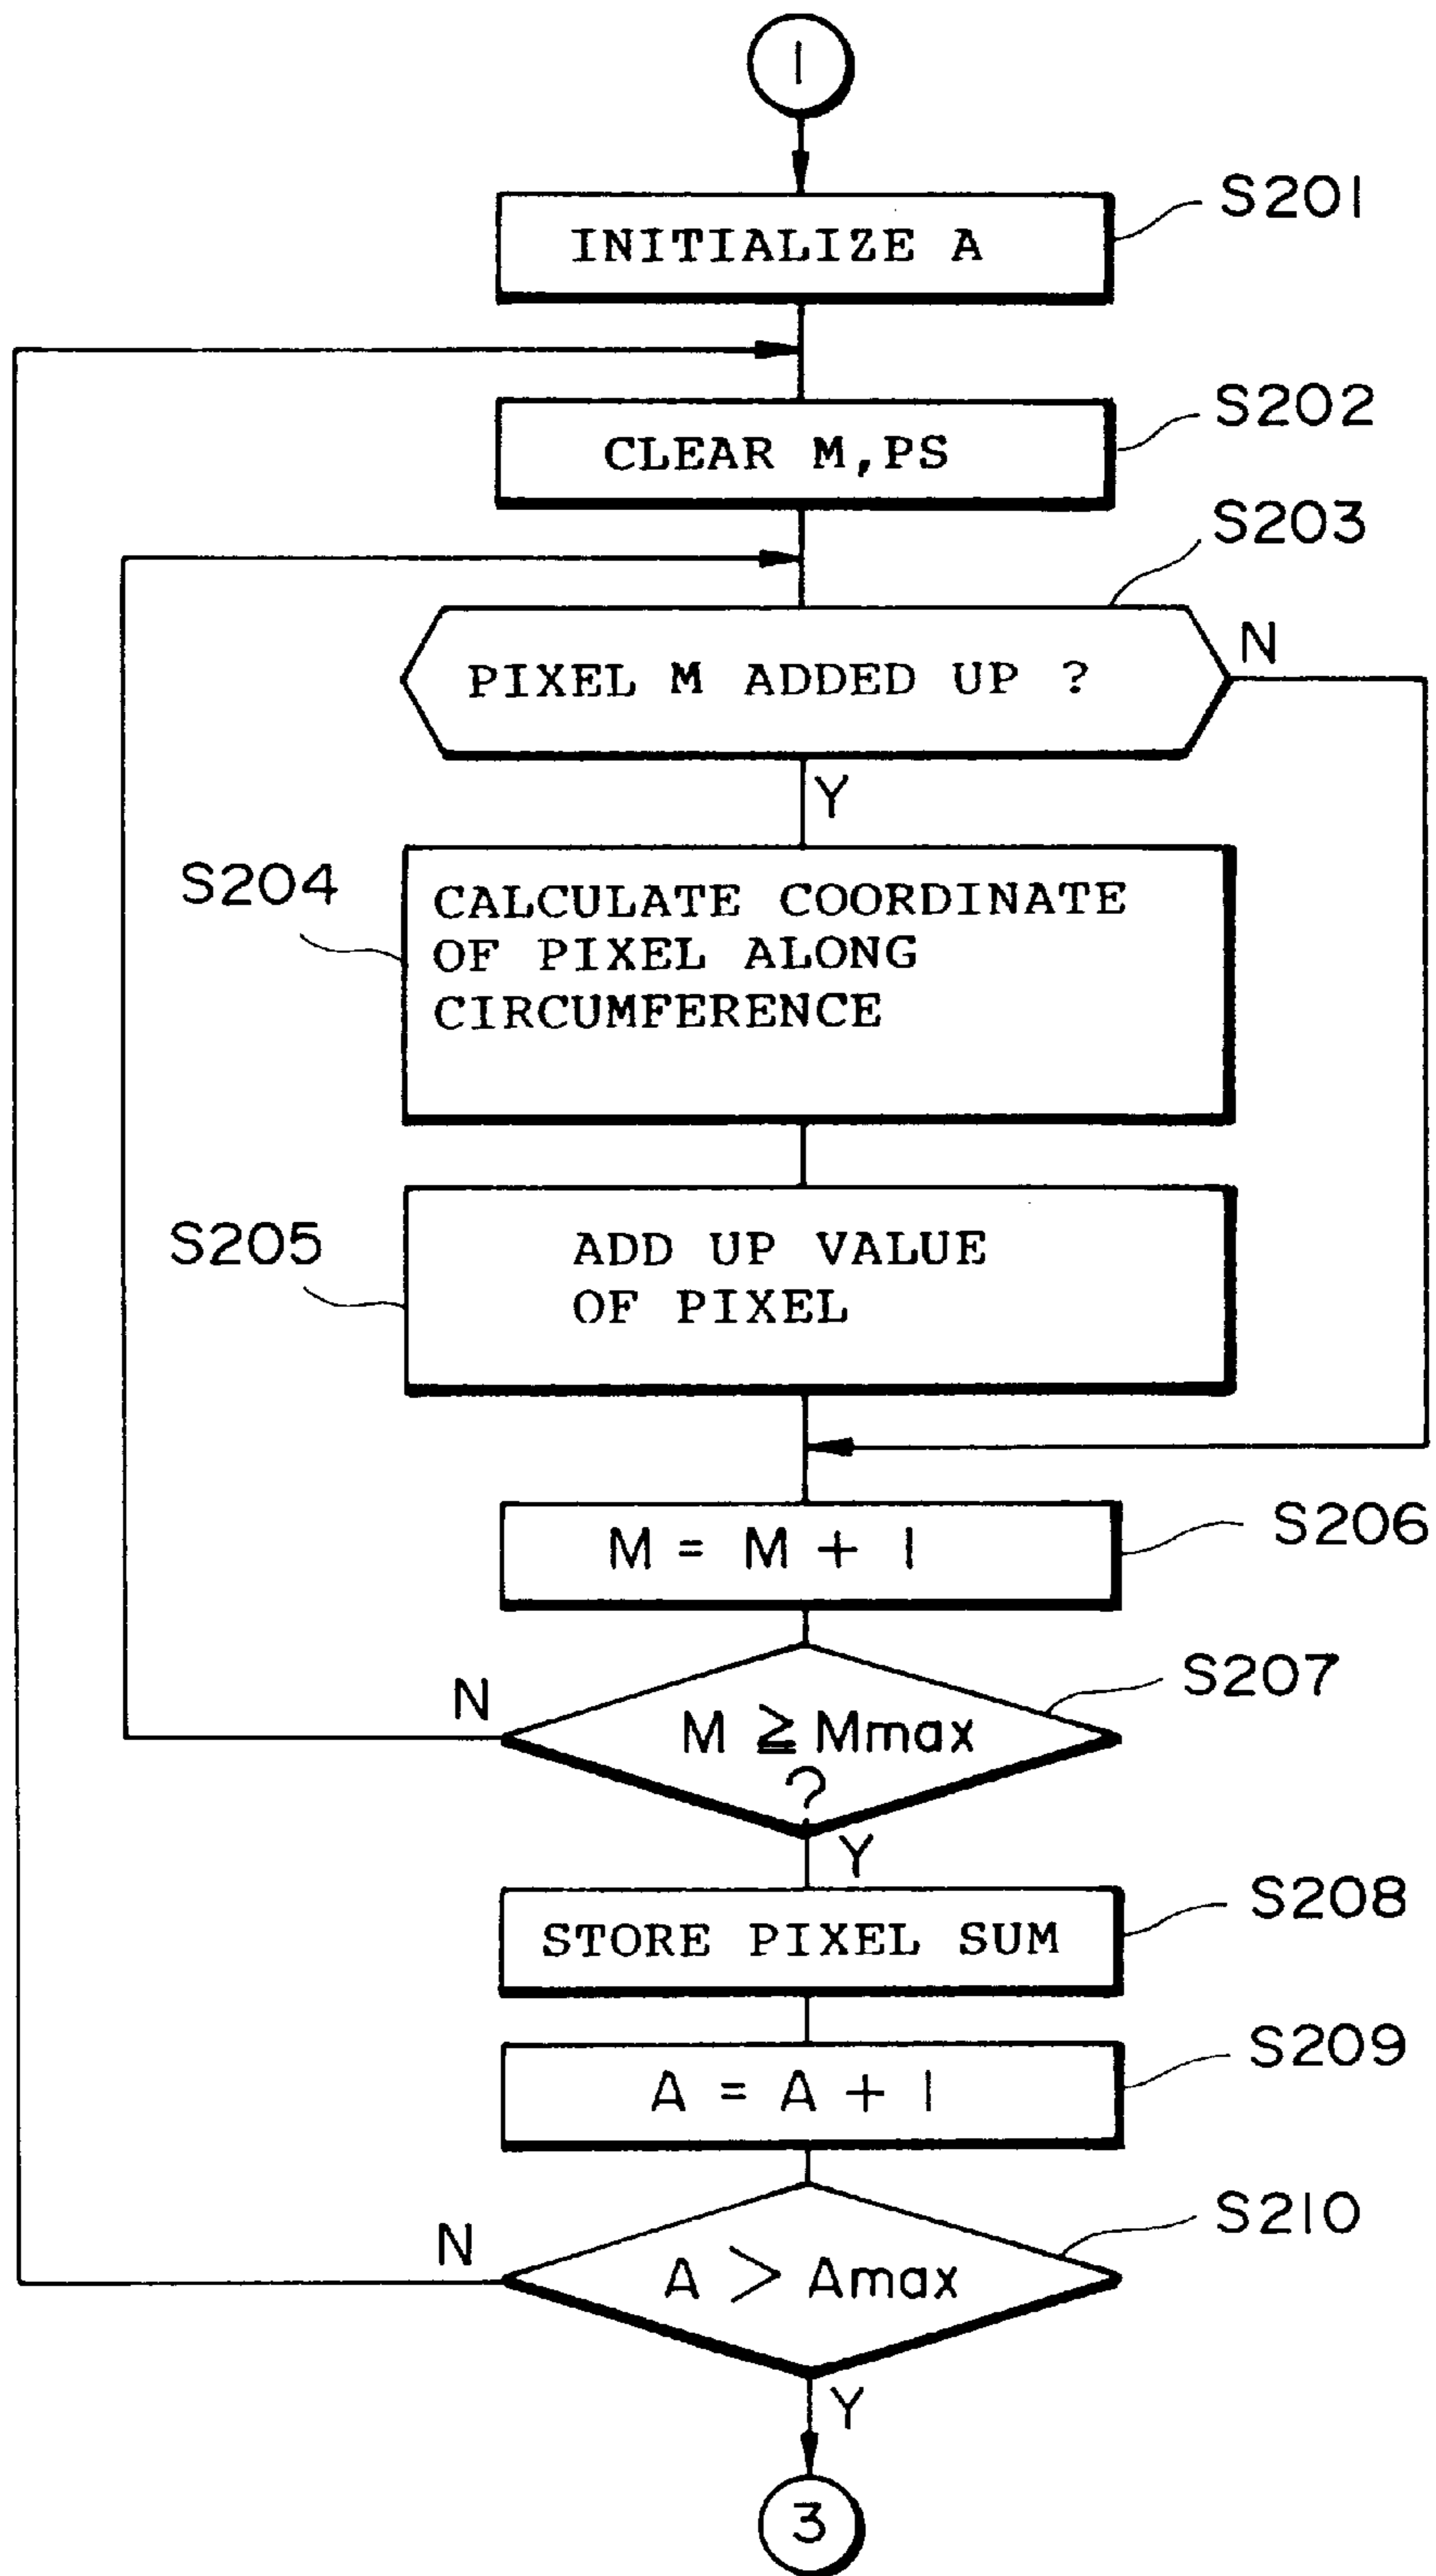 1
INITIALIZE A
S201
CLEAR M,PS
S202
S203
PIXEL M ADDED UP ?
N
Y
S204
CALCULATE COORDINATE
OF PIXEL ALONG
CIRCUMFERENCE
S205
ADD UP VALUE
OF PIXEL
M = M + 1
S206
S207
N
M ≧ Mmax
?
Y
STORE PIXEL SUM
S208
A = A + 1
S209
S210
N
A > Amax
Y
3